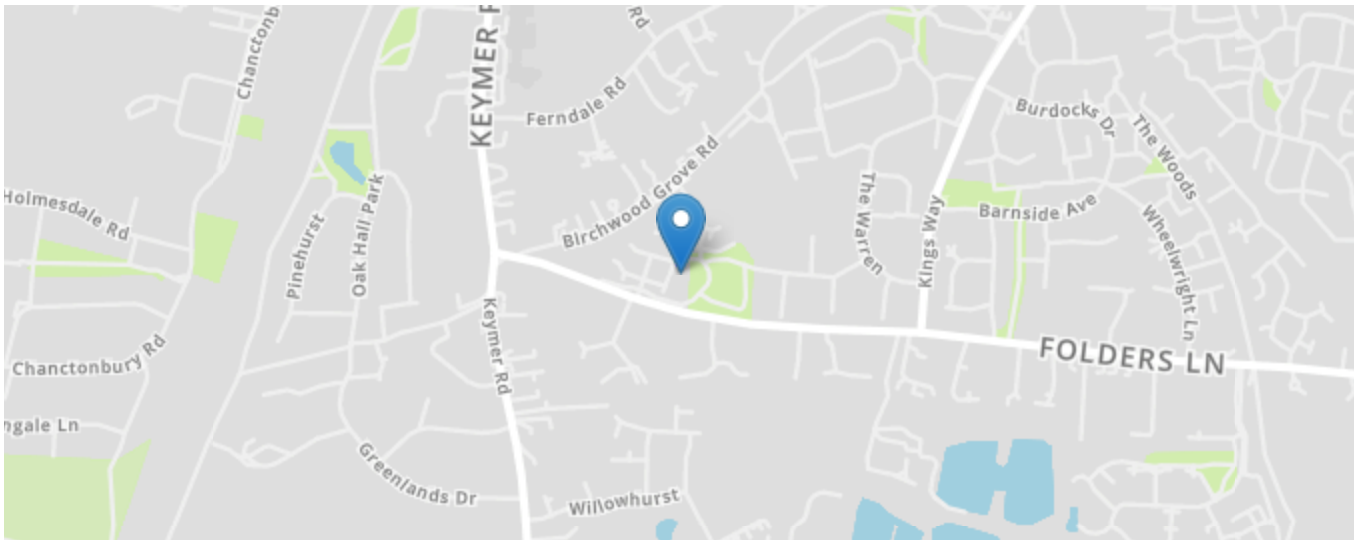 Chanctonb
KEYMER R
Rd
Ferndale Rd
Burdocks Dr
The Woods
Birchwood Grove Rd
Holmesdale Rd
Pinehurst
Oak Hall Park
The Warren
Kings Way
Barnside Ave
Wheelwright Ln
Keymer Rd
Chanctonbury Rd
FOLDERS LN
ngale Ln
Greenlands Dr
Willowhurst